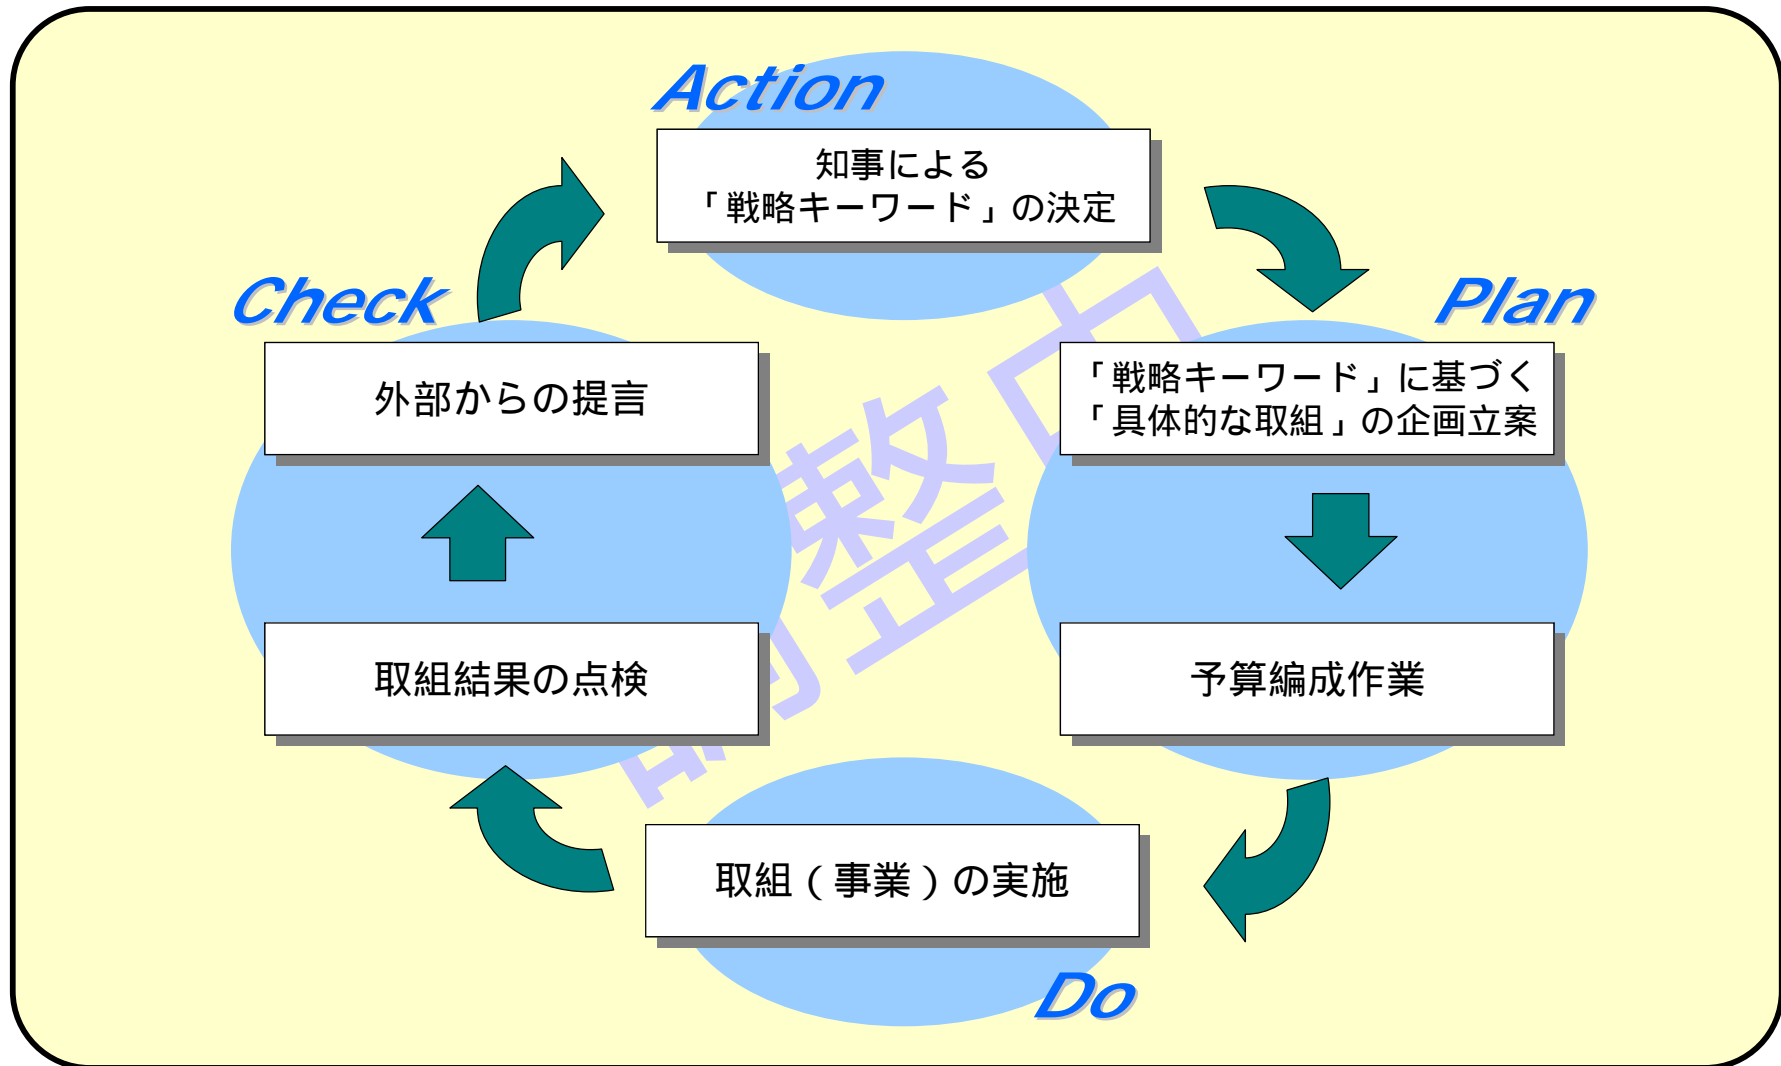 Action
知事による
「戦略キーワード」の決定
Check
Plan
外部からの提言
「戦略キーワード」に基づく
「具体的な取組」の企画立案
取組結果の点検
予算編成作業
取組（事業）の実施
Do
調整中